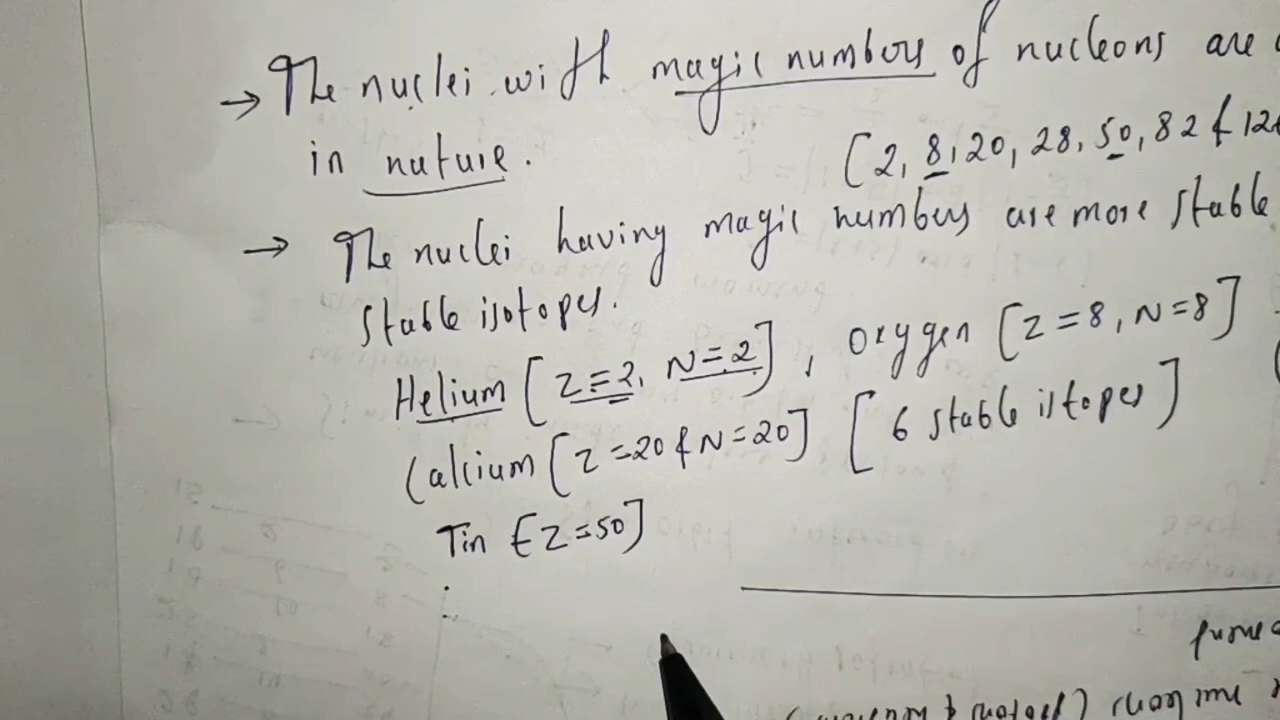 → The nuclei with magic numbers of nucleons are
in nature.
[2, 8, 20, 28, 50, 82 & 12
→ The nuclei having magic numbers are more stable
stable isotopes.
Helium [Z=2, N=2], Oxygen [Z=8, N=8]
Calcium [Z=20 & N=20] [6 stable isotopes]
Tin [Z=50]